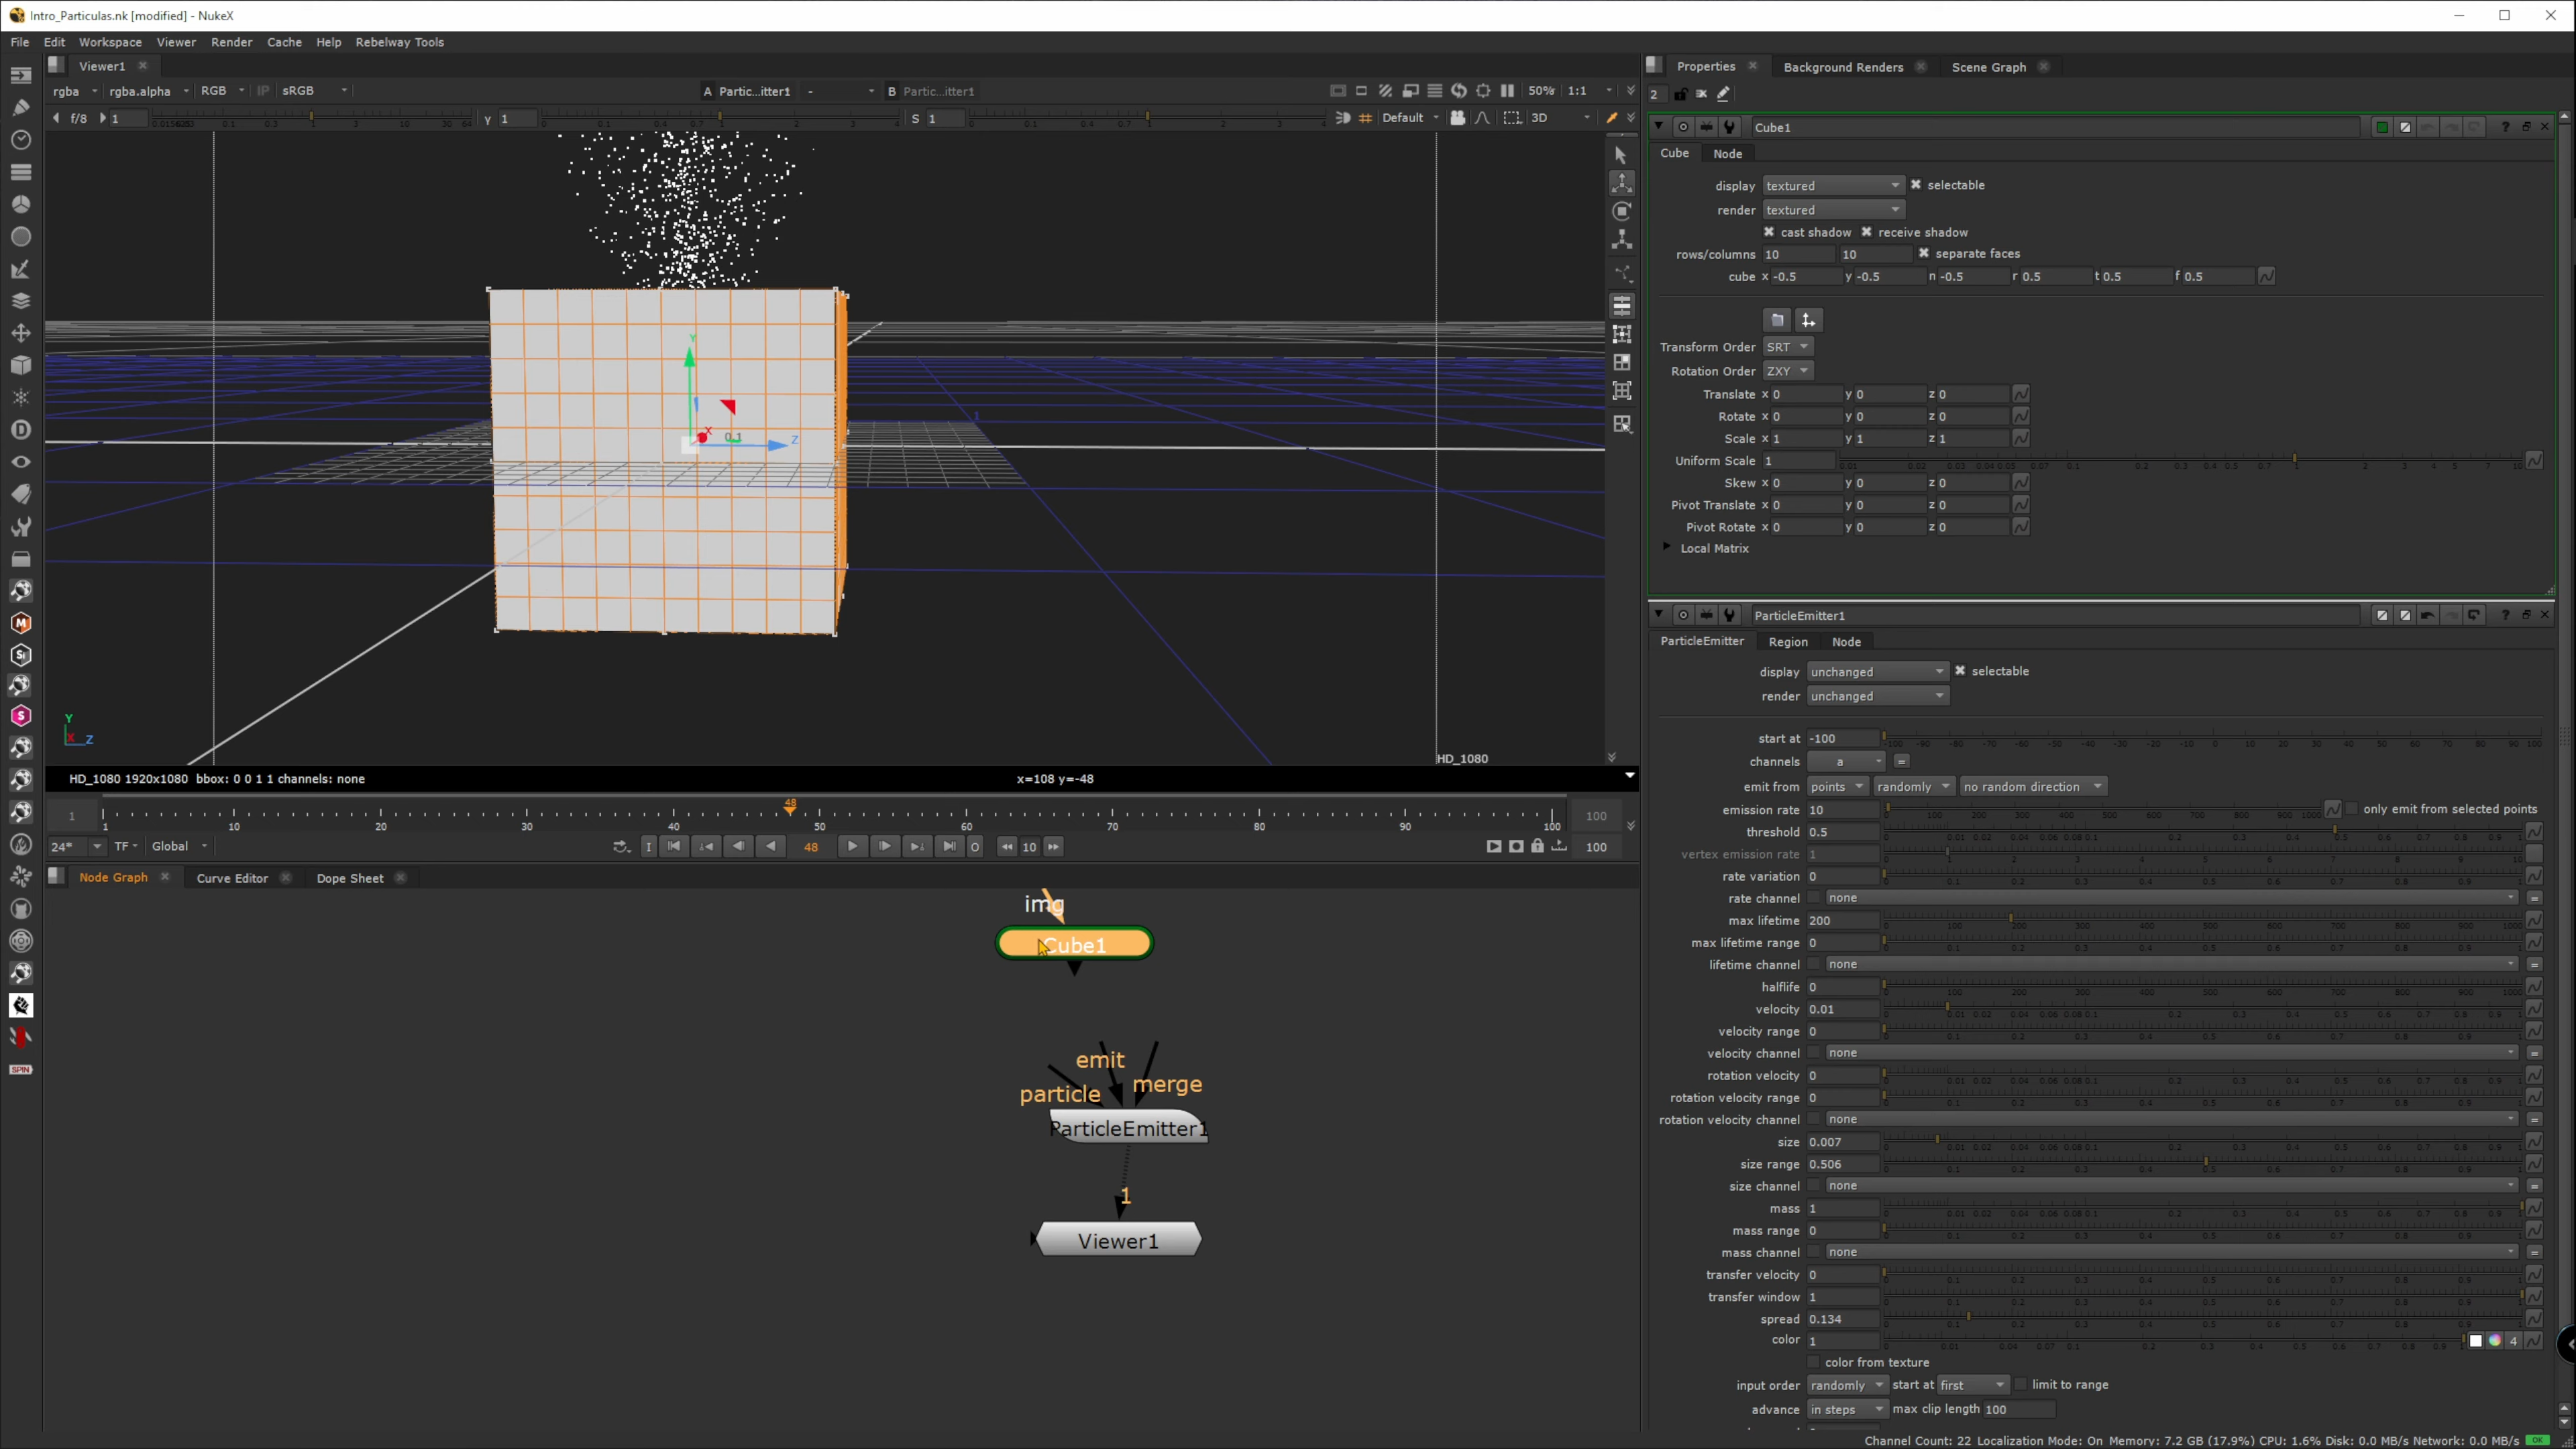 Intro_Particulas.nk [modified] - NukeX
File Edit Workspace Viewer Render Cache Help Rebelway Tools
Viewer1
rgba rgba.alpha RGB IP sRGB A Partic...itter1 - B Partic...itter1 50% 1:1
f/8 1 γ 1 S 1 Default 3D
Y
X
Z
0.1
1
Y
X
Z
HD_1080
HD_1080 1920x1080 bbox: 0 0 1 1 channels: none x=108 y=-48
1 48 100
1 10 20 30 40 50 60 70 80 90 100
24* TF Global I 48 O 10 100
Node Graph Curve Editor Dope Sheet
img
Cube1
emit
particle merge
ParticleEmitter1
1
Viewer1
D
M
Si
S
SPIN
Properties Background Renders Scene Graph
2
Cube1
Cube Node
display textured selectable
render textured
cast shadow receive shadow
rows/columns 10 10 separate faces
cube x -0.5 y -0.5 n -0.5 r 0.5 t 0.5 f 0.5
Transform Order SRT
Rotation Order ZXY
Translate x 0 y 0 z 0
Rotate x 0 y 0 z 0
Scale x 1 y 1 z 1
Uniform Scale 1
Skew x 0 y 0 z 0
Pivot Translate x 0 y 0 z 0
Pivot Rotate x 0 y 0 z 0
Local Matrix
ParticleEmitter1
ParticleEmitter Region Node
display unchanged selectable
render unchanged
start at -100
channels a =
emit from points randomly no random direction
emission rate 10 only emit from selected points
threshold 0.5
vertex emission rate 1
rate variation 0
rate channel none =
max lifetime 200
max lifetime range 0
lifetime channel none =
halflife 0
velocity 0.01
velocity range 0
velocity channel none =
rotation velocity 0
rotation velocity range 0
rotation velocity channel none =
size 0.007
size range 0.506
size channel none =
mass 1
mass range 0
mass channel none =
transfer velocity 0
transfer window 1
spread 0.134
color 1 4
color from texture
input order randomly start at first limit to range
advance in steps max clip length 100
Channel Count: 22 Localization Mode: On Memory: 7.2 GB (17.9%) CPU: 1.6% Disk: 0.0 MB/s Network: 0.0 MB/s OK